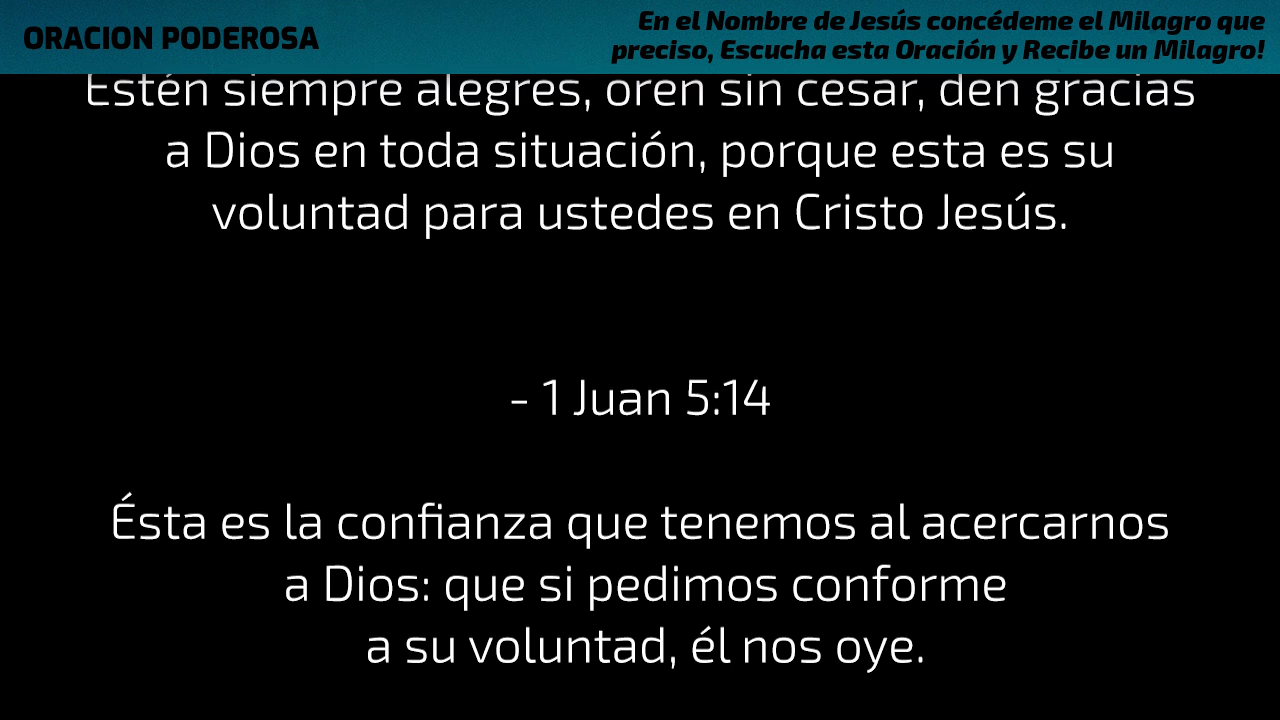 ORACION PODEROSA
En el Nombre de Jesús concédeme el Milagro que
preciso, Escucha esta Oración y Recibe un Milagro!
Estén siempre alegres, oren sin cesar, den gracias
a Dios en toda situación, porque esta es su
voluntad para ustedes en Cristo Jesús.
- 1 Juan 5:14
Ésta es la confianza que tenemos al acercarnos
a Dios: que si pedimos conforme
a su voluntad, él nos oye.